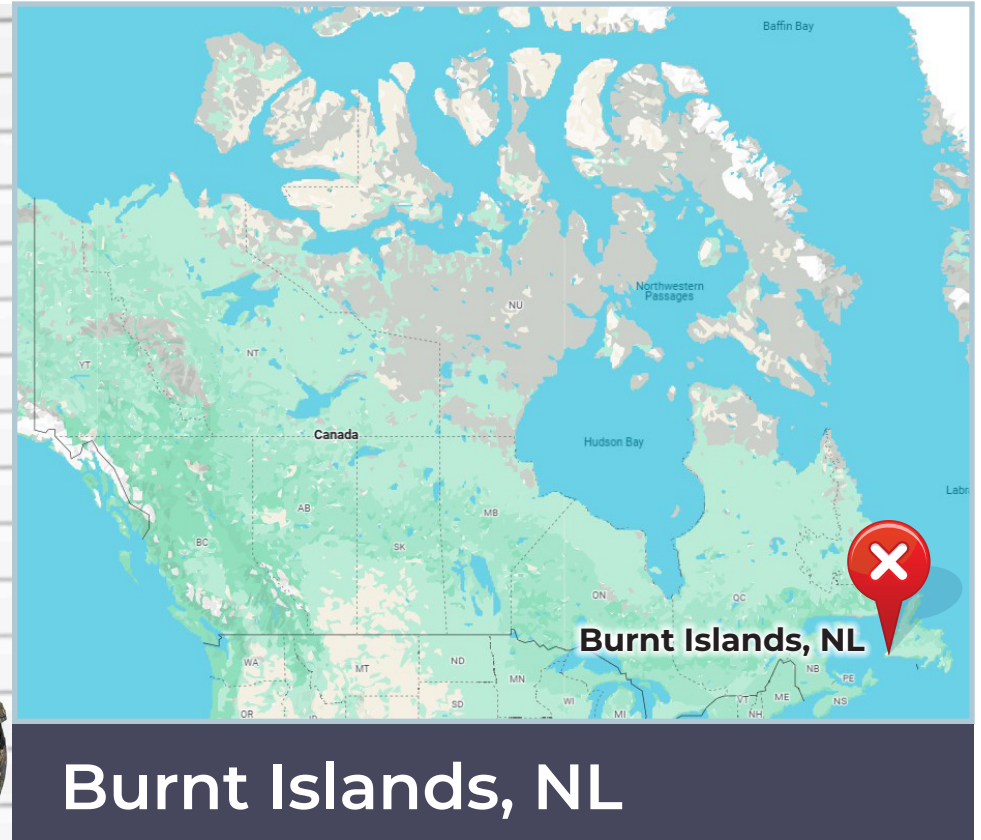 Baffin Bay
Northwestern
Passages
NU
NT
YT
Canada
Hudson Bay
Labr
AB
MB
BC
SK
ON
QC
Burnt Islands, NL
WA
MT
ND
MN
NB
PE
SD
WI
VT
ME
NS
OR
MI
NH
Burnt Islands, NL